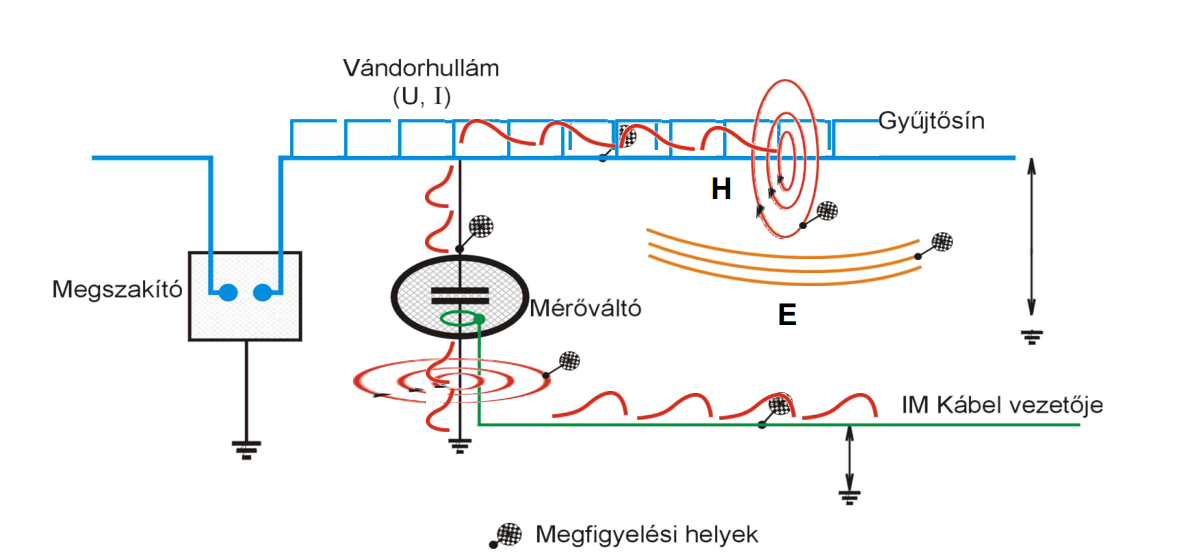 Vándorhullám
(U, I)
Gyűjtősín
H
Megszakító
Mérőváltó
E
IM Kábel vezetője
Megfigyelési helyek